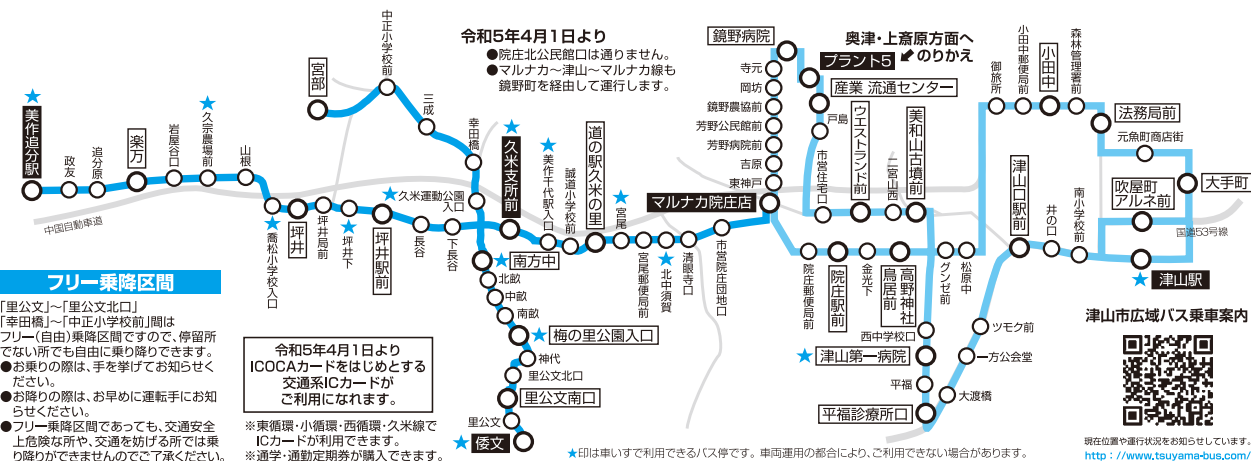 令和5年4月1日より
●院庄北公民館口は通りません。
●マルナカ～津山～マルナカ線も
鏡野町を経由して運行します。
奥津・上斎原方面へ
のりかえ
美作追分駅
政友
追分原
楽万
岩屋谷口
久宗農場前
山根
喬松小学校入口
坪井
坪井局前
坪井下
坪井駅前
長谷
下長谷
中国自動車道
宮部
中正小学校前
三成
幸田橋
久米運動公園
入口
久米支所前
美作千代駅入口
誠道小学校前
道の駅久米の里
宮尾
宮尾郵便局前
北中須賀
清眼寺口
市営院庄団地口
マルナカ院庄店
南方中
北畝
中畝
南畝
梅の里公園入口
神代
里公文北口
里公文南口
里公文
倭文
鏡野病院
寺元
岡坊
鏡野農協前
芳野公民館前
芳野病院前
吉原
東神戸
プラント5
産業 流通センター
戸島
市営住宅口
ウエストランド前
二宮山西
美和山古墳前
院庄郵便局前
院庄駅前
金光下
高野神社
鳥居前
グンゼ前
松原中
御旅所
小田中郵便局前
小田中
森林管理署前
法務局前
元魚町商店街
大手町
吹屋町
アルネ前
国道53号線
津山駅
南小学校前
井の口
津山口駅前
ツモク前
一方公会堂
大渡橋
西中学校口
津山第一病院
平福
平福診療所口
フリー乗降区間
「里公文」～「里公文北口」
「幸田橋」～「中正小学校前」間は
フリー(自由)乗降区間ですので、停留所
でない所でも自由に乗り降りできます。
●お乗りの際は、手を挙げてお知らせく
ださい。
●お降りの際は、お早めに運転手にお知
らせください。
●フリー乗降区間であっても、交通安全
上危険な所や、交通を妨げる所では乗
り降りができませんのでご了承ください。
令和5年4月1日より
ICOCAカードをはじめとする
交通系ICカードが
ご利用になれます。
※東循環・小循環・西循環・久米線で
ICカードが利用できます。
※通学・通勤定期券が購入できます。
★印は車いすで利用できるバス停です。車両運用の都合により、ご利用できない場合があります。
津山市広域バス乗車案内
現在位置や運行状況をお知らせしています。
http://www.tsuyama-bus.com/